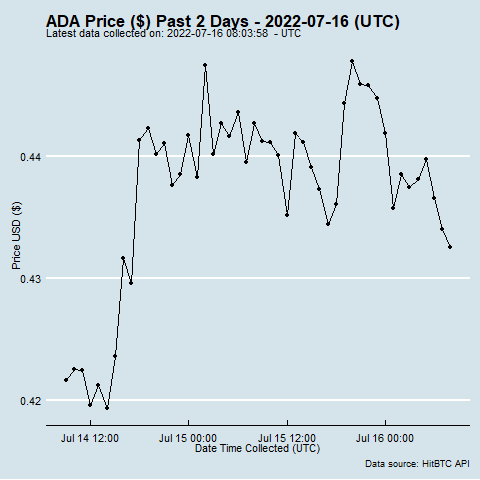 ADA Price ($) Past 2 Days - 2022-07-16 (UTC)
Latest data collected on: 2022-07-16 08:03:58 - UTC
0.44
0.43
0.42
Price USD ($)
Jul 14 12:00 Jul 15 00:00 Jul 15 12:00 Jul 16 00:00
Date Time Collected (UTC)
Data source: HitBTC API